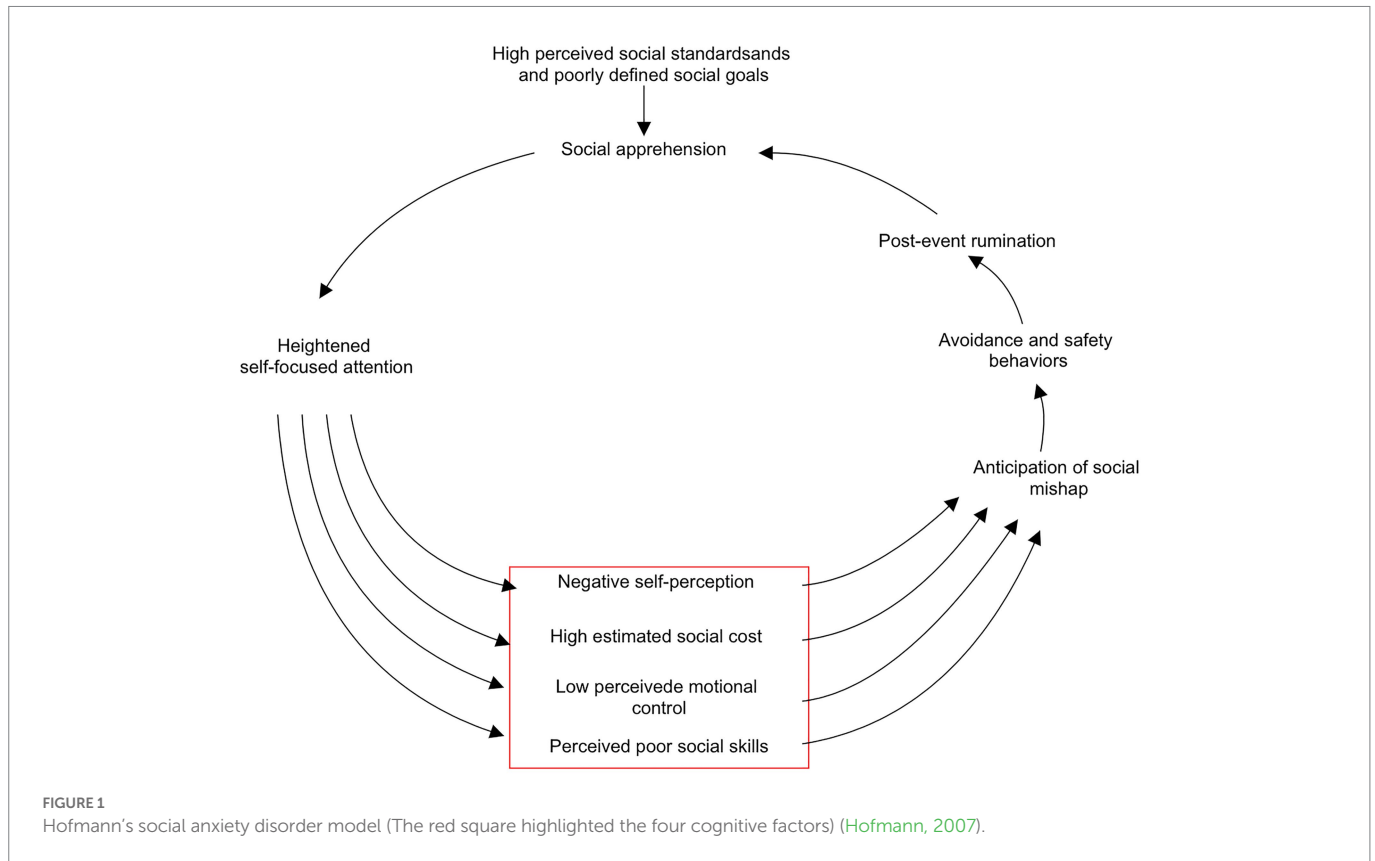 High perceived social standardsands
and poorly defined social goals
Social apprehension
Post-event rumination
Heightened
self-focused attention
Avoidance and safety
behaviors
Anticipation of social
mishap
Negative self-perception
High estimated social cost
Low perceivede motional
control
Perceived poor social skills
FIGURE 1
Hofmann's social anxiety disorder model (The red square highlighted the four cognitive factors) (Hofmann, 2007).